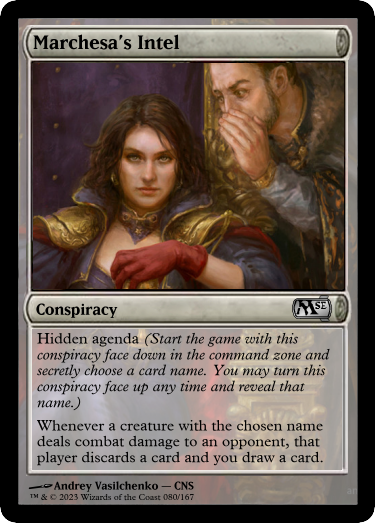 Marchesa's Intel
Conspiracy
MSE
Hidden agenda (Start the game with this
conspiracy face down in the command zone and
secretly choose a card name. You may turn this
conspiracy face up any time and reveal that
name.)
Whenever a creature with the chosen name
deals combat damage to an opponent, that
player discards a card and you draw a card.
Andrey Vasilchenko — CNS
™ & © 2023 Wizards of the Coast 080/167